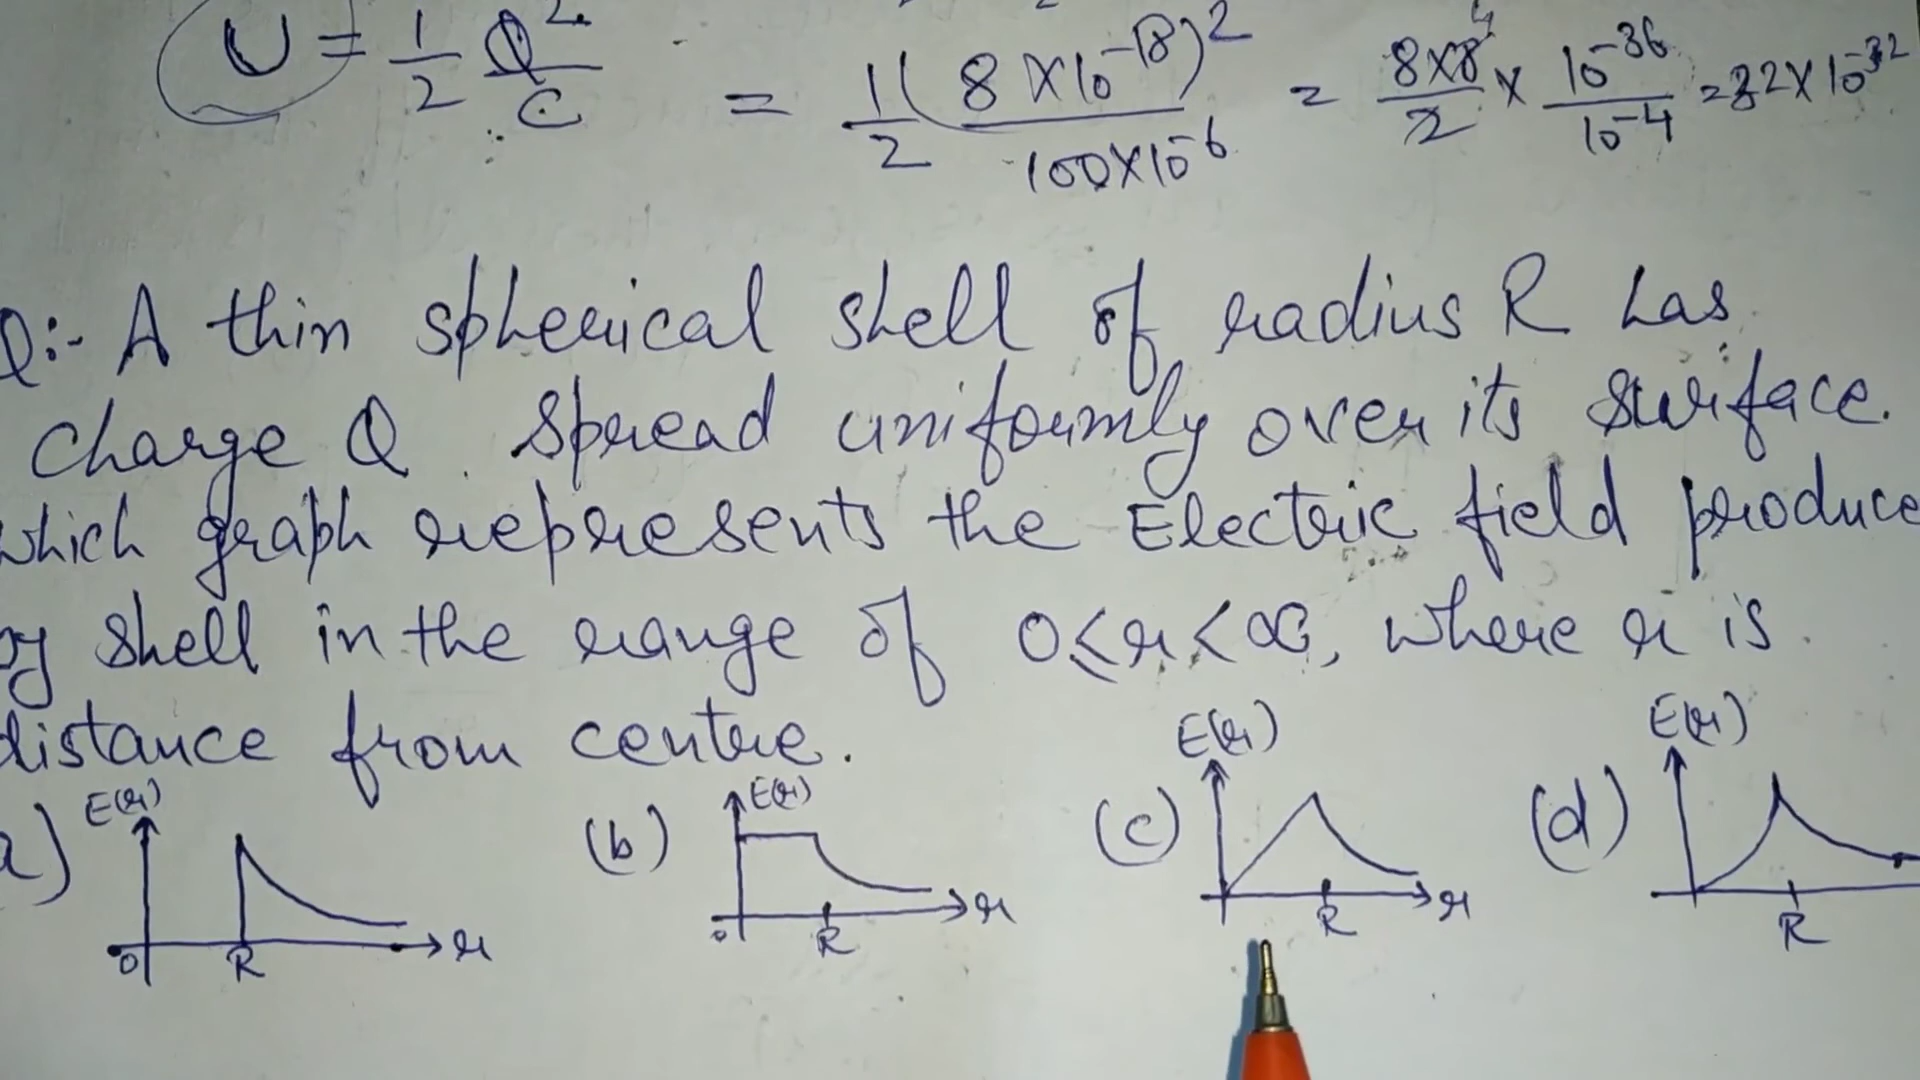 U = 1/2 Q²/C = 1/2 (8×10⁻¹⁸)²/100×10⁻⁶ = 8×8/2 × 10⁻³⁶/10⁻⁴ = 32×10⁻³²
Q:- A thin spherical shell of radius R has
charge Q spread uniformly over its surface.
which graph represents the Electric field produce
by shell in the range of 0≤r<∞, where r is
distance from centre.
a) E(r) 0 R r
(b) E(r) 0 R r
(c) E(r) R r
(d) E(r) R